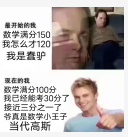 最开始的我
数学满分150
我怎么才120
我是蠢驴
现在的我
数学满分100分
我已经能考30分了
接近三分之一了
爷真是数学小王子
当代高斯